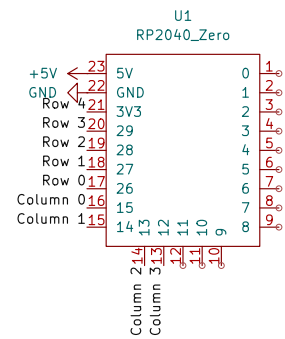 U1
RP2040_Zero
+5V 23 5V 0 1
GND 22 GND 1 2
Row 4 21 3V3 2 3
Row 3 20 29 3 4
Row 2 19 28 4 5
Row 1 18 27 5 6
Row 0 17 26 6 7
Column 0 16 15 7 8
Column 1 15 14 8 9
13 12 11 10 9
14 13 12 11 10
Column 2 Column 3